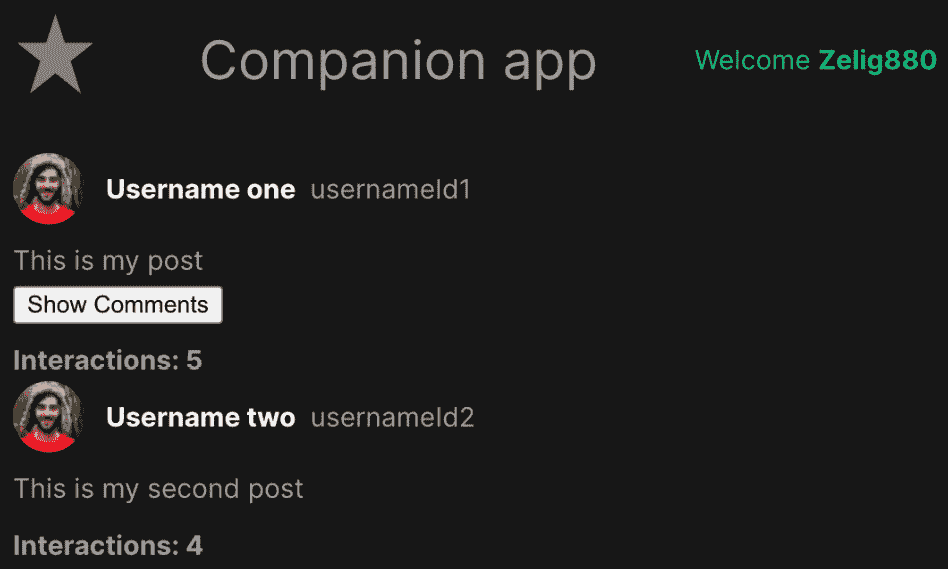 Companion app
Welcome Zelig880
Username one usernameId1
This is my post
Show Comments
Interactions: 5
Username two usernameId2
This is my second post
Interactions: 4